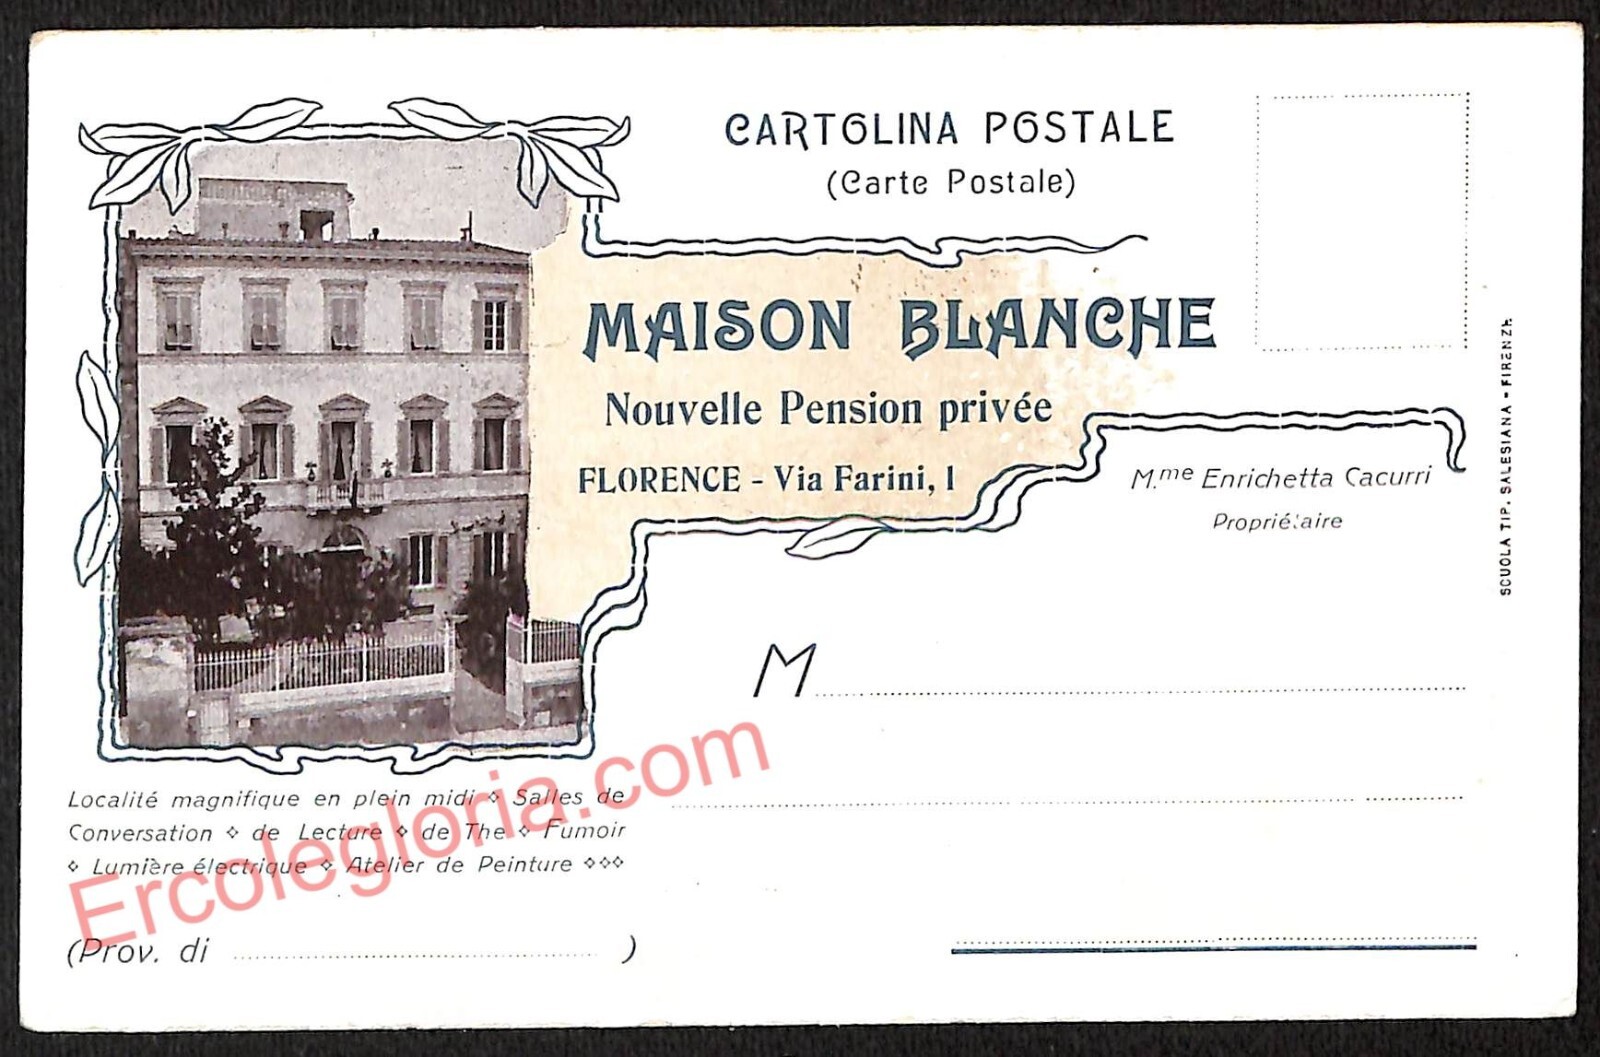 CARTOLINA POSTALE
(Carte Postale)
MAISON BLANCHE
Nouvelle Pension privée
FLORENCE - Via Farini, 1
M.me Enrichetta Cacurri
Propriétaire
SCUOLA TIP. SALESIANA - FIRENZE
M
Localité magnifique en plein midi ⋄ Salles de
Conversation ⋄ de Lecture ⋄ de The ⋄ Fumoir
⋄ Lumière électrique ⋄ Atelier de Peinture ⋄⋄⋄
(Prov. di )
Ercolegloria.com